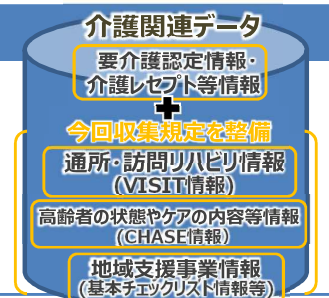 介護関連データ
要介護認定情報・
介護レセプト等情報
+
今回収集規定を整備
通所・訪問リハビリ情報
(VISIT情報)
高齢者の状態やケアの内容等情報
(CHASE情報)
地域支援事業情報
(基本チェックリスト情報等)